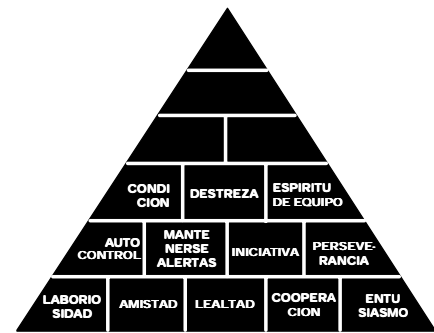 CONDI
CION
DESTREZA
ESPIRITU
DE EQUIPO
AUTO
CONTROL
MANTE
NERSE
ALERTAS
INICIATIVA
PERSEVE-
RANCIA
LABORIO
SIDAD
AMISTAD
LEALTAD
COOPERA
CION
ENTU
SIASMO